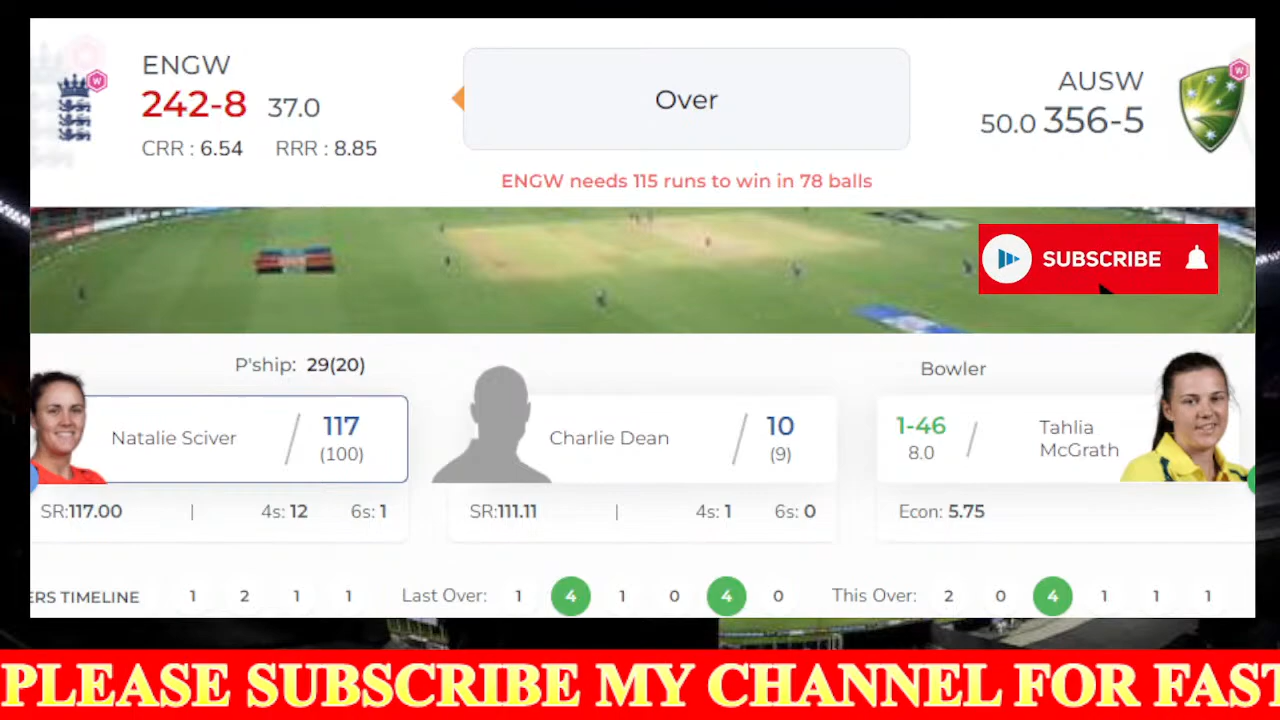 ENGW
242-8 37.0
CRR : 6.54 RRR : 8.85
Over
AUSW
50.0 356-5
W
W
ENGW needs 115 runs to win in 78 balls
SUBSCRIBE
P'ship: 29(20)
Bowler
Natalie Sciver 117
(100)
Charlie Dean 10
(9)
1-46
8.0
Tahlia
McGrath
SR:117.00 | 4s: 12 6s: 1
SR:111.11 | 4s: 1 6s: 0
Econ: 5.75
ERS TIMELINE 1 2 1 1 Last Over: 1 4 1 0 4 0 This Over: 2 0 4 1 1 1
PLEASE SUBSCRIBE MY CHANNEL FOR FAST